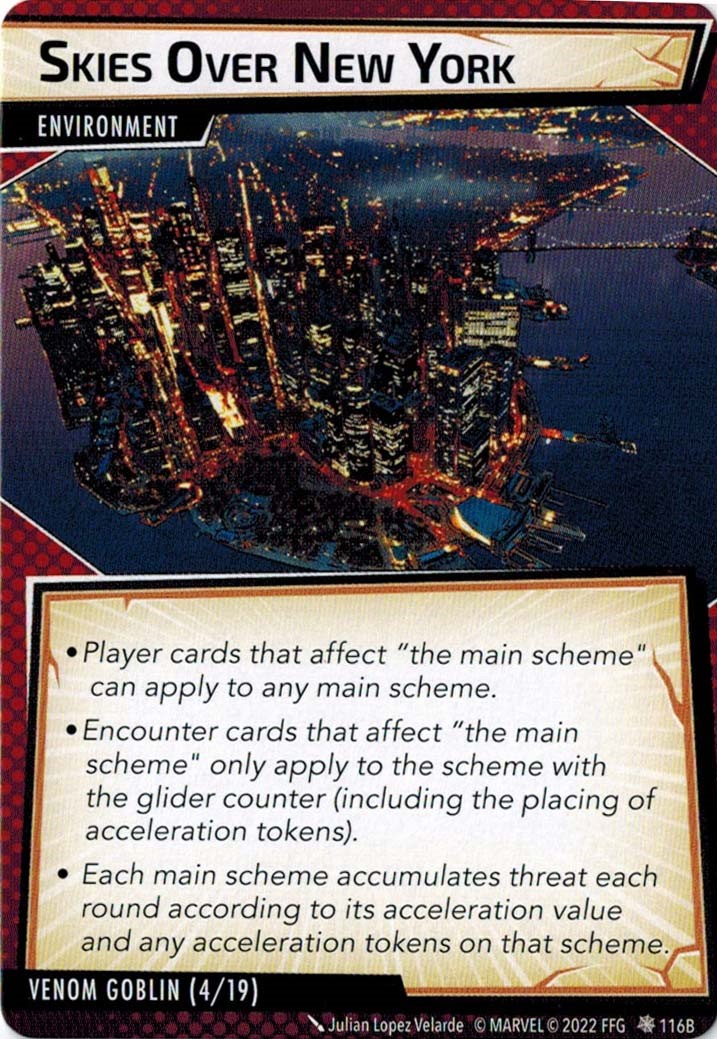 SKIES OVER NEW YORK
ENVIRONMENT
• Player cards that affect “the main scheme"
can apply to any main scheme.
• Encounter cards that affect “the main
scheme" only apply to the scheme with
the glider counter (including the placing of
acceleration tokens).
• Each main scheme accumulates threat each
round according to its acceleration value
and any acceleration tokens on that scheme.
VENOM GOBLIN (4/19)
Julian Lopez Velarde © MARVEL © 2022 FFG 116B